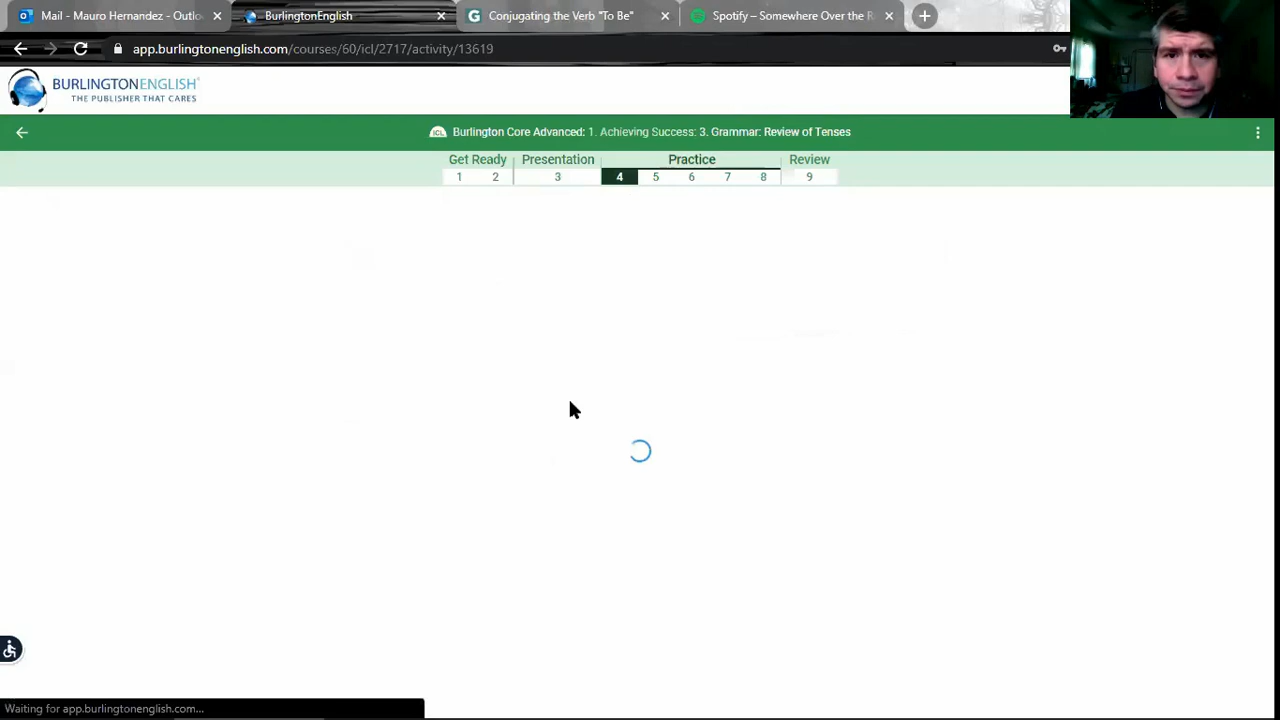 Mail - Mauro Hernandez - Outlo
BurlingtonEnglish
Conjugating the Verb "To Be"
Spotify – Somewhere Over the R
app.burlingtonenglish.com/courses/60/icl/2717/activity/13619
BURLINGTONENGLISH
THE PUBLISHER THAT CARES
ICL Burlington Core Advanced: 1. Achieving Success: 3. Grammar: Review of Tenses
Get Ready Presentation Practice Review
1 2 3 4 5 6 7 8 9
Waiting for app.burlingtonenglish.com...